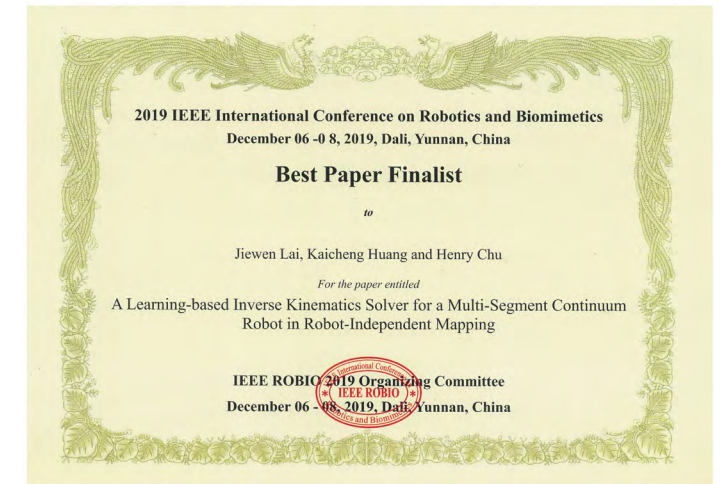 2019 IEEE International Conference on Robotics and Biomimetics
December 06 -0 8, 2019, Dali, Yunnan, China
Best Paper Finalist
to
Jiewen Lai, Kaicheng Huang and Henry Chu
For the paper entitled
A Learning-based Inverse Kinematics Solver for a Multi-Segment Continuum
Robot in Robot-Independent Mapping
IEEE ROBIO 2019 Organizing Committee
December 06 - 08, 2019, Dali, Yunnan, China
International Conference
* IEEE ROBIO *
and